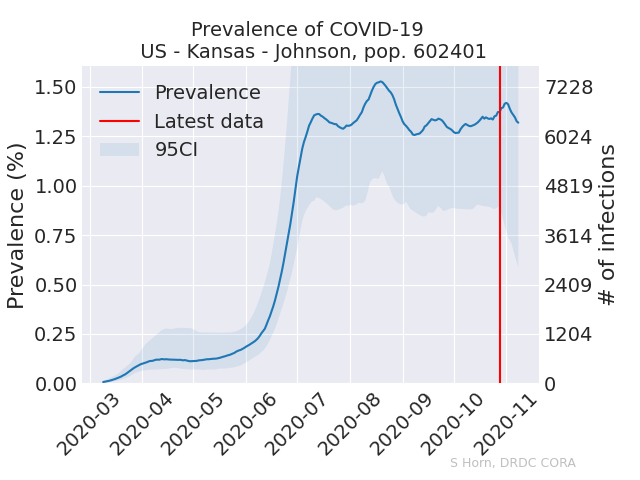 Prevalence of COVID-19
US - Kansas - Johnson, pop. 602401
Prevalence (%)
1.50
1.25
1.00
0.75
0.50
0.25
0.00
Prevalence
Latest data
95CI
7228
6024
4819
3614
2409
1204
0
# of infections
2020-03
2020-04
2020-05
2020-06
2020-07
2020-08
2020-09
2020-10
2020-11
S Horn, DRDC CORA